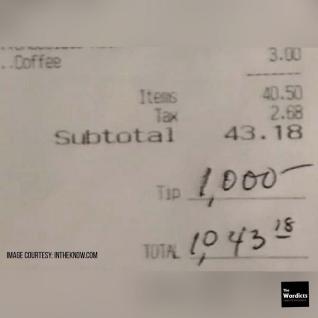 3.00
..Coffee
Items 40.50
Tax 2.68
Subtotal 43.18
Tip 1,000
TOTAL 1,043 18
IMAGE COURTESY: INTHEKNOW.COM
The
Wordicts